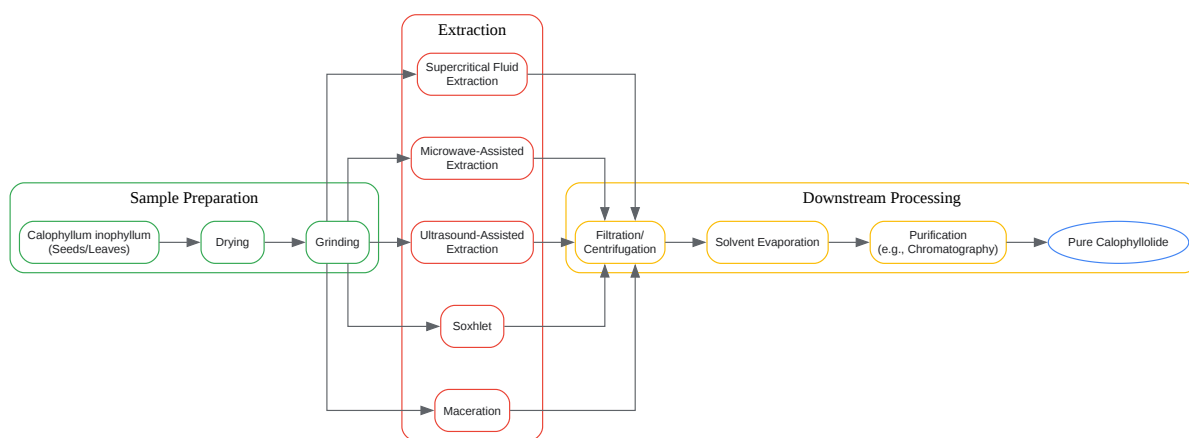 Extraction
Supercritical Fluid
Extraction
Microwave-Assisted
Extraction
Sample Preparation
Downstream Processing
Calophyllum inophyllum
(Seeds/Leaves)
Drying
Grinding
Ultrasound-Assisted
Extraction
Filtration/
Centrifugation
Solvent Evaporation
Purification
(e.g., Chromatography)
Pure Calophyllolide
Soxhlet
Maceration